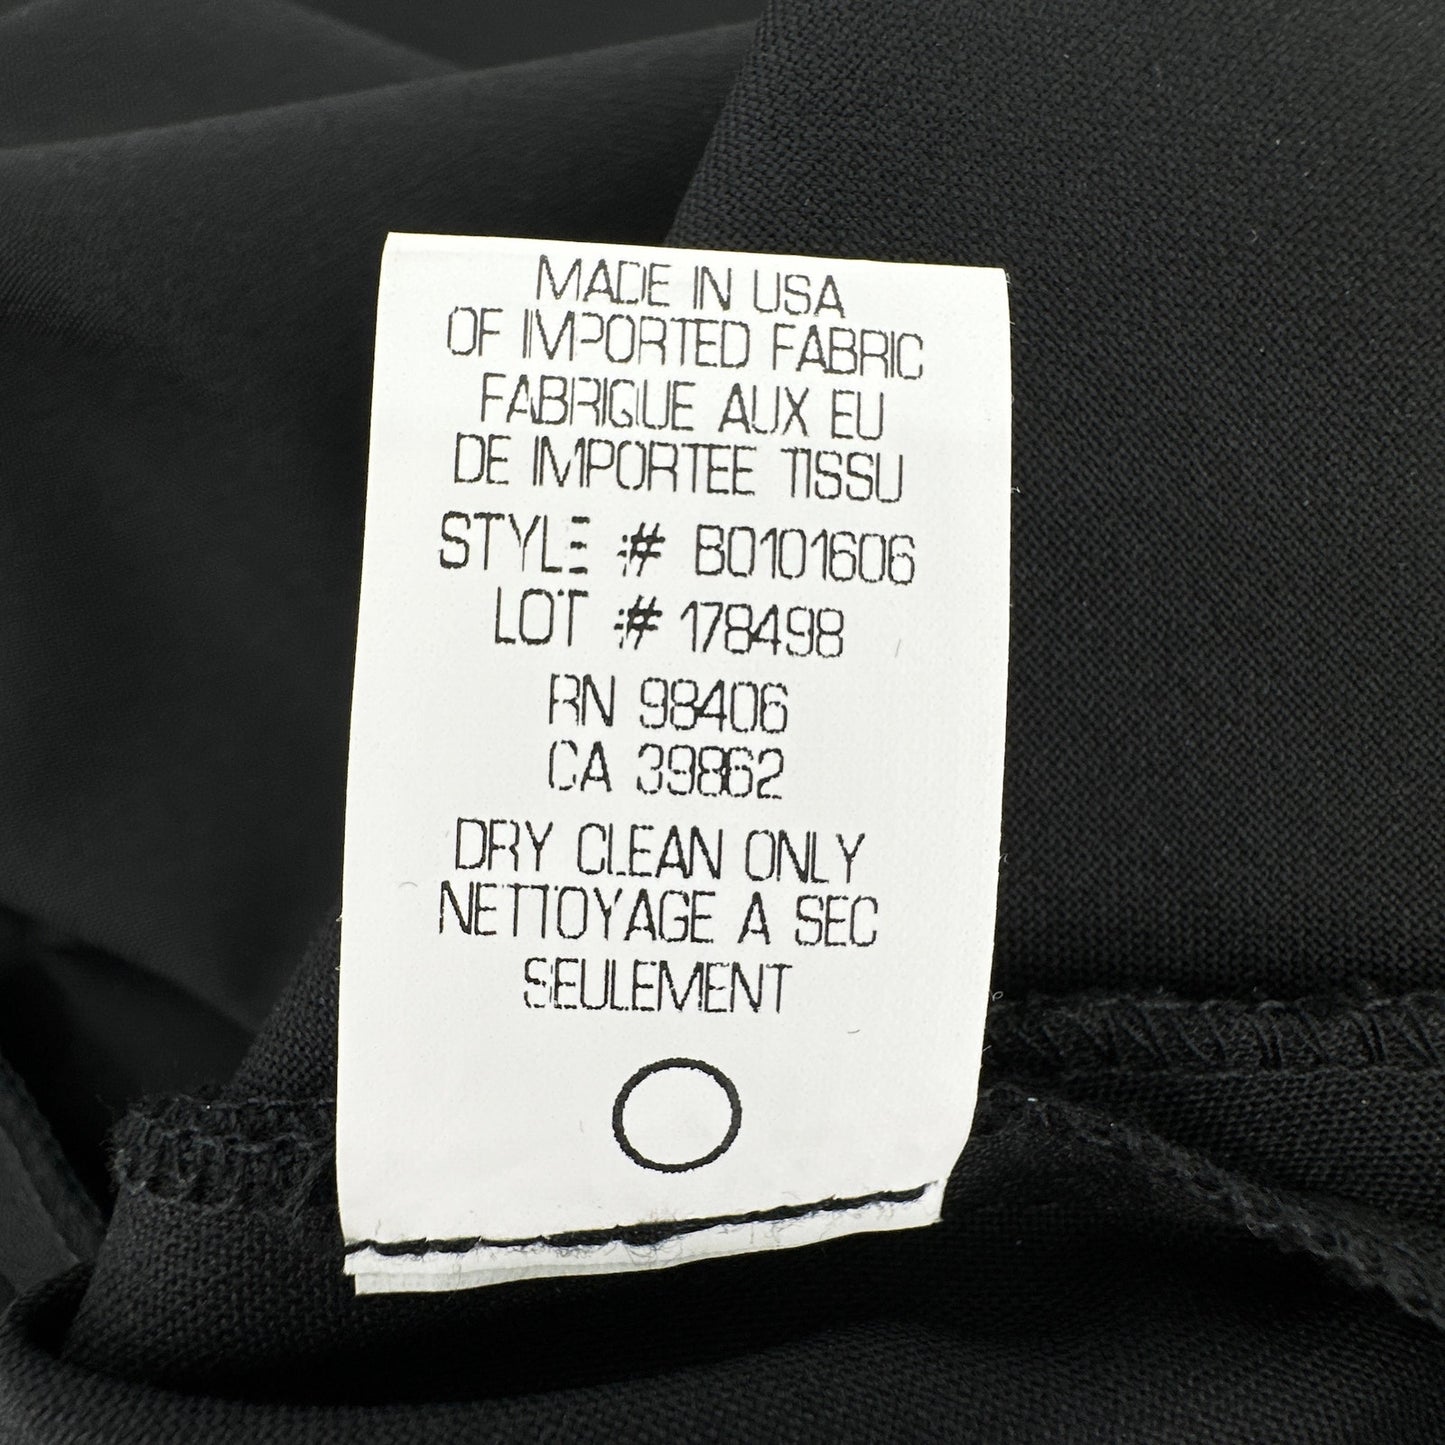 MADE IN USA
OF IMPORTED FABRIC
FABRIQUE AUX EU
DE IMPORTEE TISSU
STYLE # B0101606
LOT # 178498
RN 98406
CA 39862
DRY CLEAN ONLY
NETTOYAGE A SEC
SEULEMENT